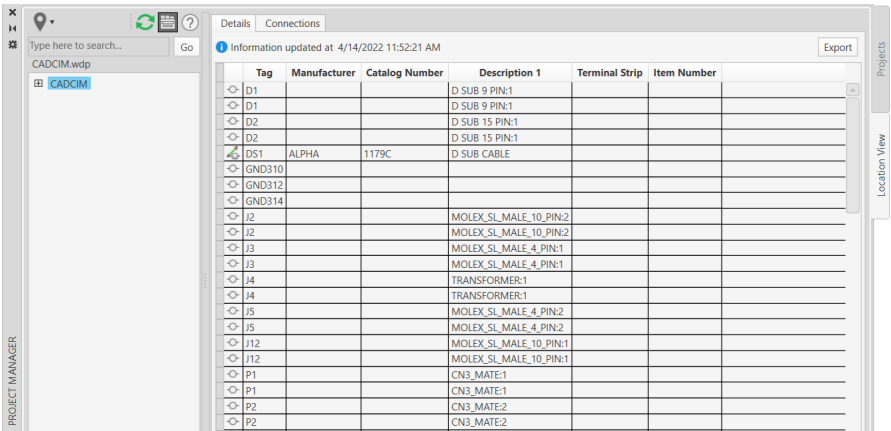 Details Connections
Type here to search... Go
Information updated at 4/14/2022 11:52:21 AM Export
CADCIM.wdp
CADCIM
Tag Manufacturer Catalog Number Description 1 Terminal Strip Item Number
D1 D SUB 9 PIN:1
D1 D SUB 9 PIN:1
D2 D SUB 15 PIN:1
D2 D SUB 15 PIN:1
DS1 ALPHA 1179C D SUB CABLE
GND310
GND312
GND314
J2 MOLEX_SL_MALE_10_PIN:2
J2 MOLEX_SL_MALE_10_PIN:2
J3 MOLEX_SL_MALE_4_PIN:1
J3 MOLEX_SL_MALE_4_PIN:1
J4 TRANSFORMER:1
J4 TRANSFORMER:1
J5 MOLEX_SL_MALE_4_PIN:2
J5 MOLEX_SL_MALE_4_PIN:2
J12 MOLEX_SL_MALE_10_PIN:1
J12 MOLEX_SL_MALE_10_PIN:1
P1 CN3_MATE:1
P1 CN3_MATE:1
P2 CN3_MATE:2
P2 CN3_MATE:2
Projects
Location View
PROJECT MANAGER